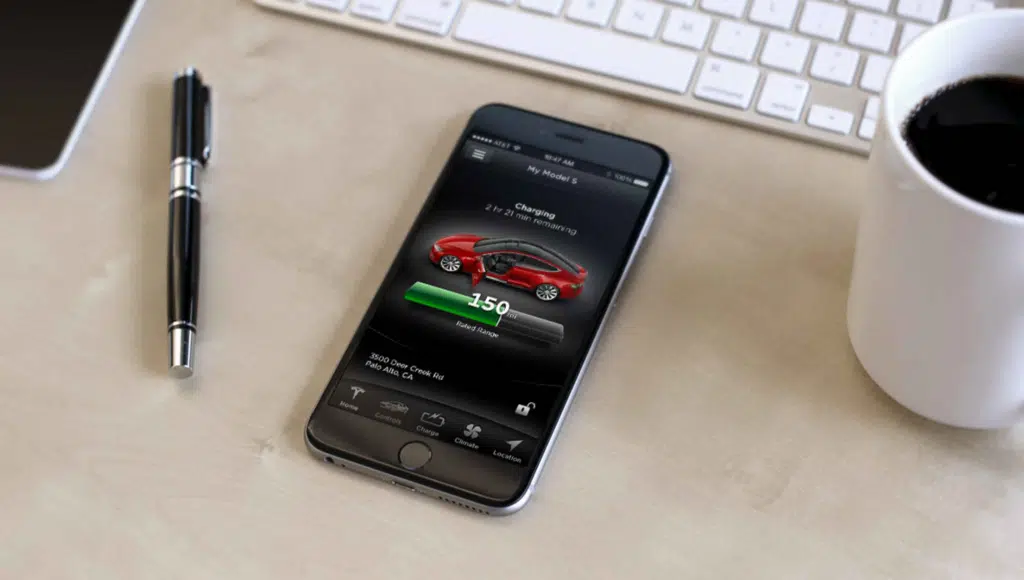 AT&T
10:47 AM
100%
My Model S
Charging
2 hr 21 min remaining
150 mi
Rated Range
3500 Deer Creek Rd
Palo Alto, CA
Home
Controls
Charge
Climate
Location